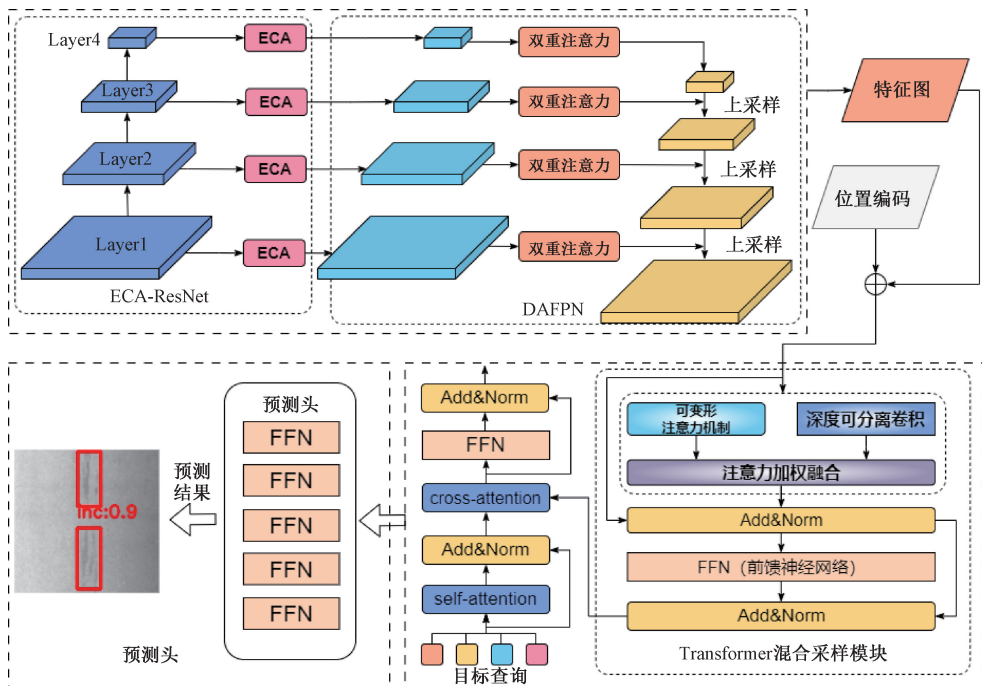 Layer4
ECA
双重注意力
Layer3
ECA
双重注意力
上采样
特征图
Layer2
ECA
双重注意力
上采样
位置编码
Layer1
ECA
双重注意力
上采样
ECA-ResNet
DAFPN
预测头
FFN
FFN
FFN
FFN
FFN
预测
结果
inc:0.9
预测头
Add&Norm
FFN
cross-attention
Add&Norm
self-attention
目标查询
可变形
注意力机制
深度可分离卷积
注意力加权融合
Add&Norm
FFN（前馈神经网络）
Add&Norm
Transformer混合采样模块